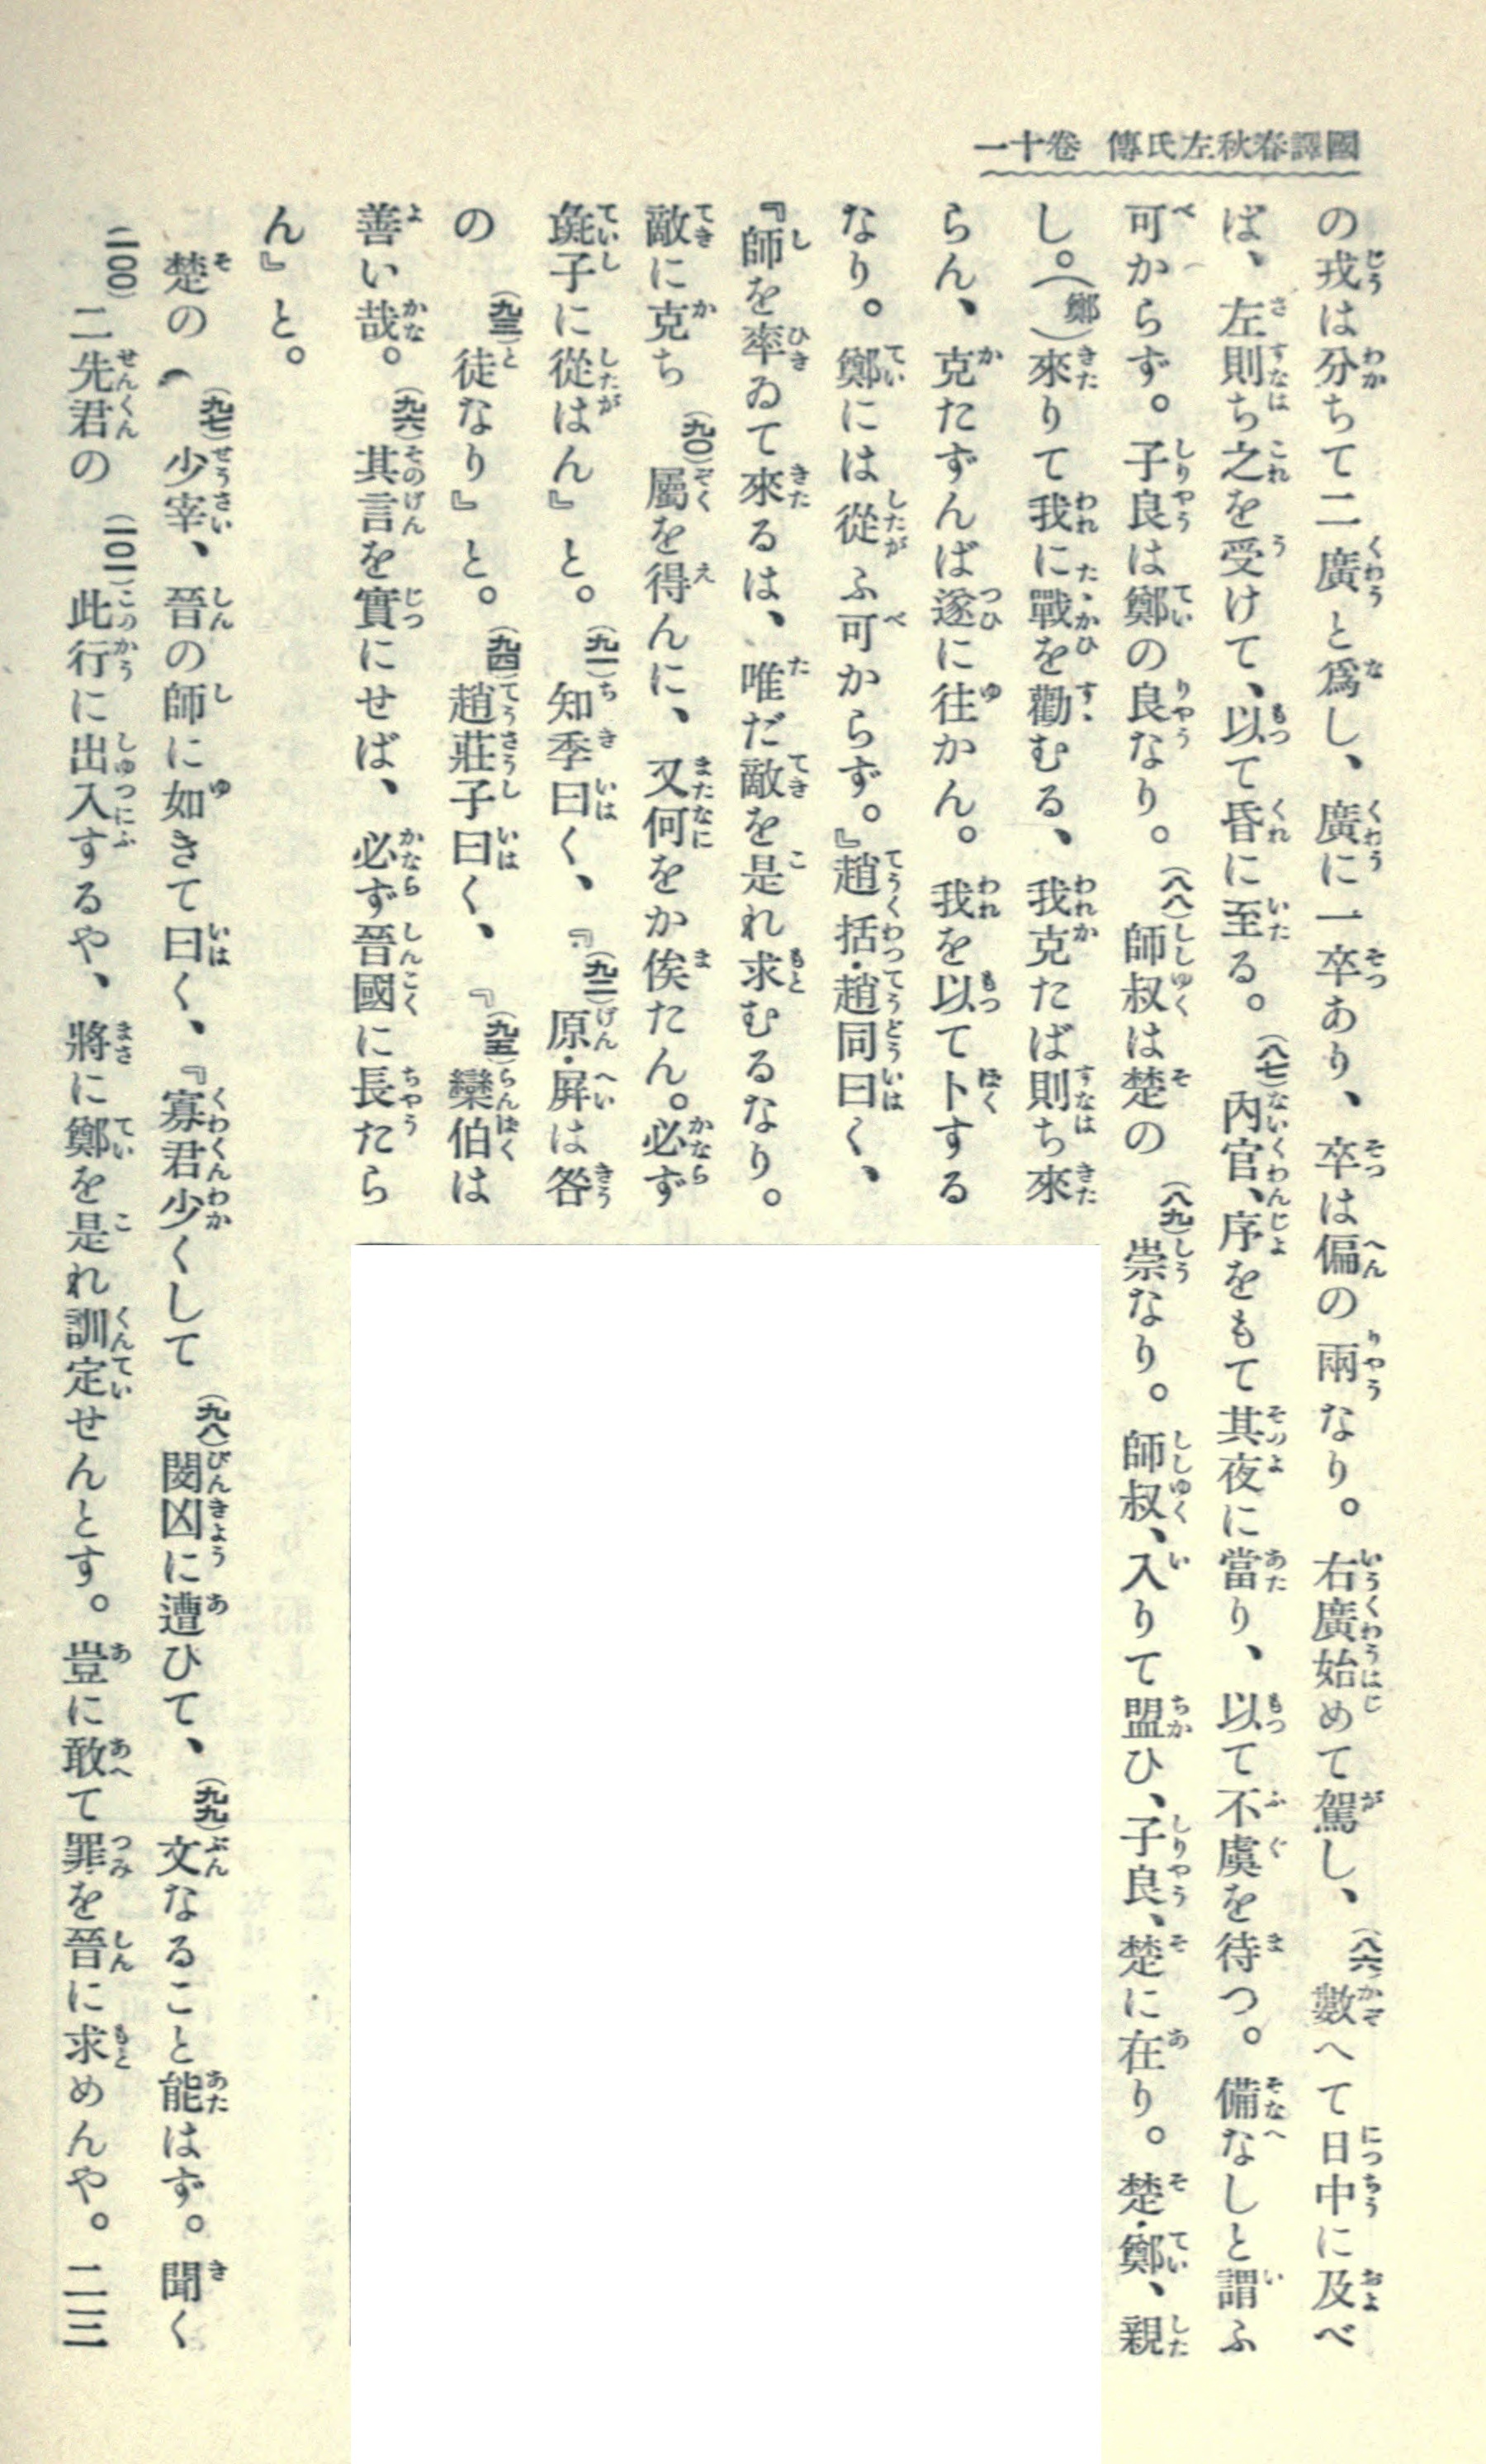 國譯春秋左氏傳 卷十一
の戎は分ちて二廣と爲し、廣に一卒あり、卒は偏の兩なり。右廣始めて駕し、(八六)數へて日中に及べ
ば、左則ち之を受けて、以て昏に至る。(八七)內官、序をもて其夜に當り、以て不虞を待つ。備なしと謂ふ
可からず。子良は鄭の良なり。(八八)師叔は楚の(八九)崇なり。師叔、入りて盟ひ、子良、楚に在り。楚・鄭、親
し。(鄭)來りて我に戰を勸むる、我克たば則ち來
らん、克たずんば遂に往かん。我を以て卜する
なり。鄭には從ふ可からず。』趙括・趙同曰く、
『師を率ゐて來るは、唯だ敵を是れ求むるなり。
敵に克ち(九〇)屬を得んに、又何をか俟たん。必ず
彘子に從はん』と。(九一)知季曰く、『(九二)原・屛は咎
の(九三)徒なり』と。(九四)趙莊子曰く、『(九五)欒伯は
善い哉。(九六)其言を實にせば、必ず晉國に長たら
ん』と。
楚の(九七)少宰、晉の師に如きて曰く、『寡君少くして(九八)閔凶に遭ひて、(九九)文なること能はず。聞く
(一〇〇)二先君の(一〇一)此行に出入するや、將に鄭を是れ訓定せんとす。豈に敢て罪を晉に求めんや。二三